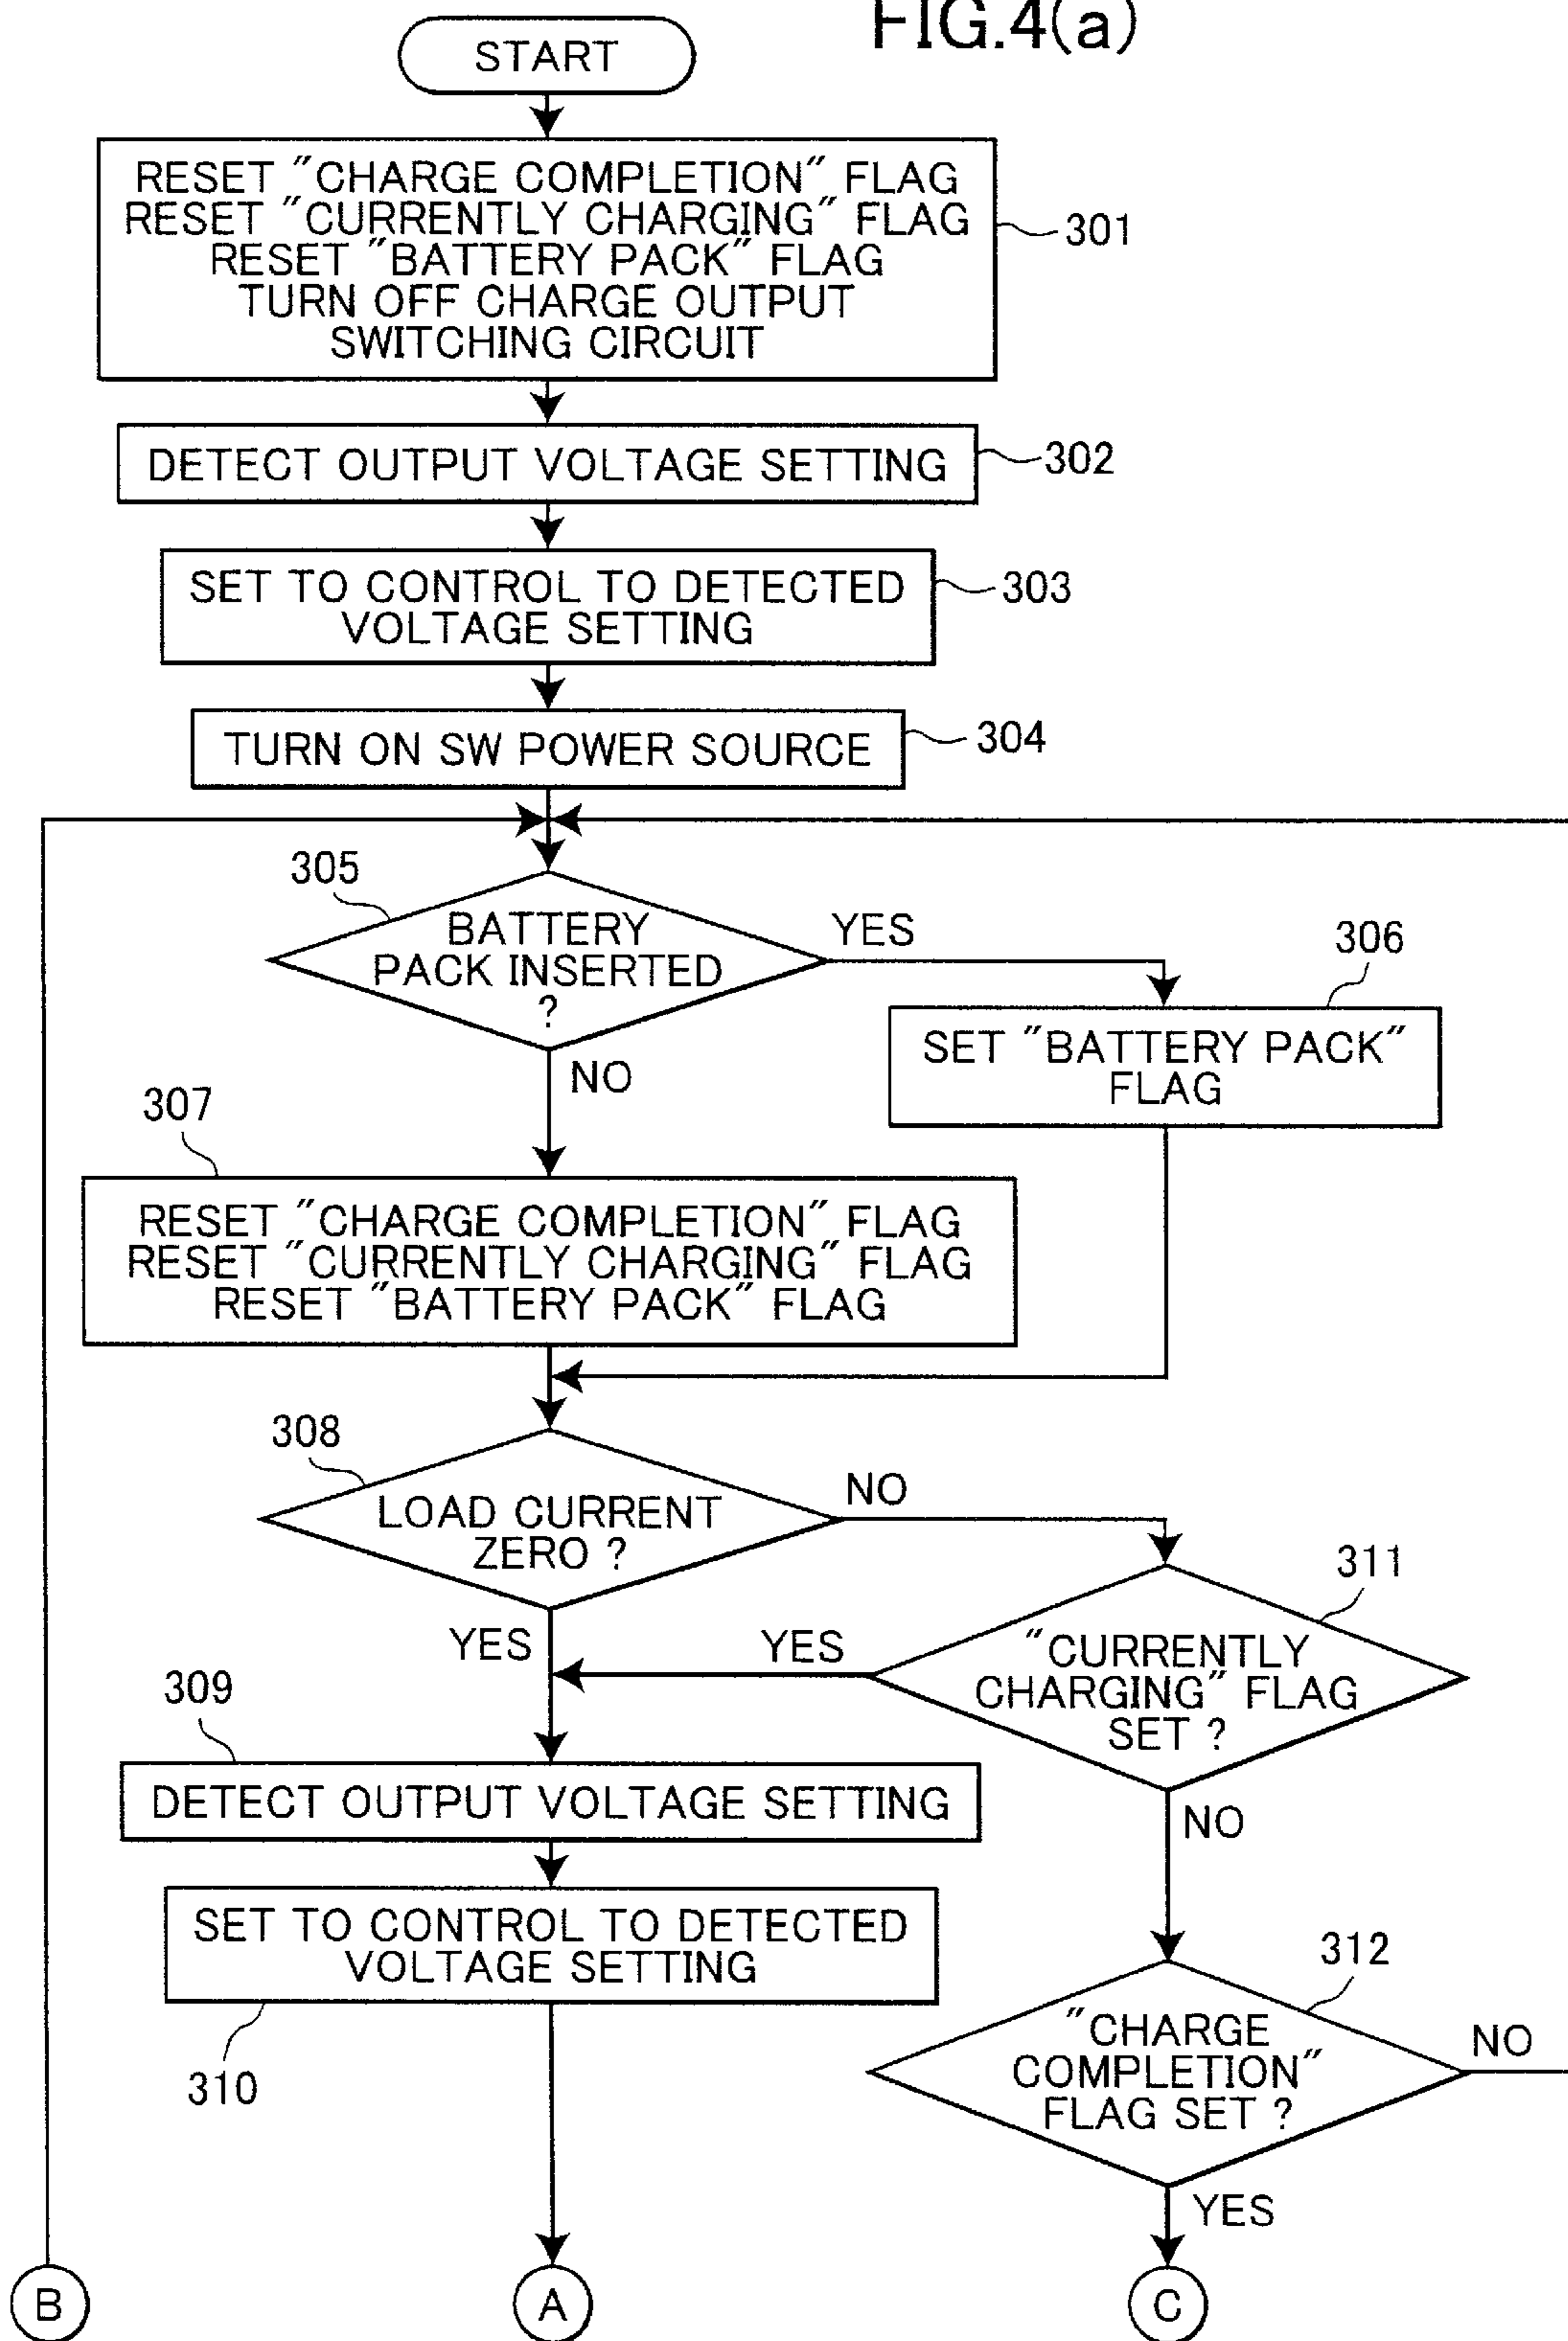 FIG.4(a)
START
RESET "CHARGE COMPLETION" FLAG
RESET "CURRENTLY CHARGING" FLAG
RESET "BATTERY PACK" FLAG
TURN OFF CHARGE OUTPUT
SWITCHING CIRCUIT
301
DETECT OUTPUT VOLTAGE SETTING
302
SET TO CONTROL TO DETECTED
VOLTAGE SETTING
303
TURN ON SW POWER SOURCE
304
305
BATTERY
PACK INSERTED
?
YES
NO
306
SET "BATTERY PACK"
FLAG
307
RESET "CHARGE COMPLETION" FLAG
RESET "CURRENTLY CHARGING" FLAG
RESET "BATTERY PACK" FLAG
308
LOAD CURRENT
ZERO ?
NO
YES
311
"CURRENTLY
CHARGING" FLAG
SET ?
YES
NO
309
DETECT OUTPUT VOLTAGE SETTING
SET TO CONTROL TO DETECTED
VOLTAGE SETTING
310
312
"CHARGE
COMPLETION"
FLAG SET ?
NO
YES
B
A
C